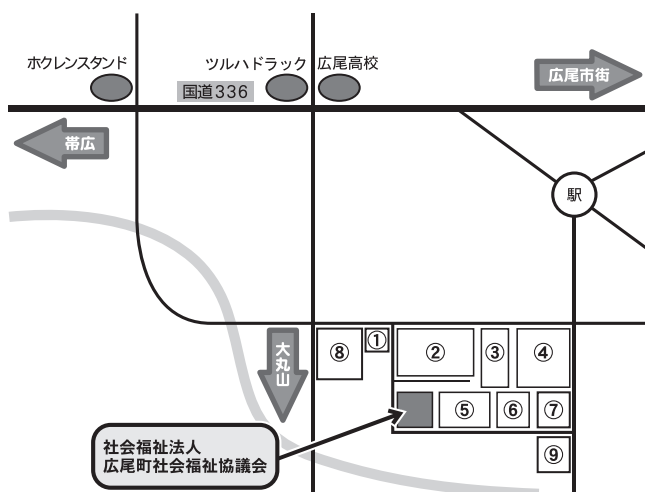 ホクレンスタンド
ツルハドラック
広尾高校
国道336
広尾市街
帯広
駅
大丸山
⑧
①
②
③
④
⑤
⑥
⑦
⑨
社会福祉法人
広尾町社会福祉協議会